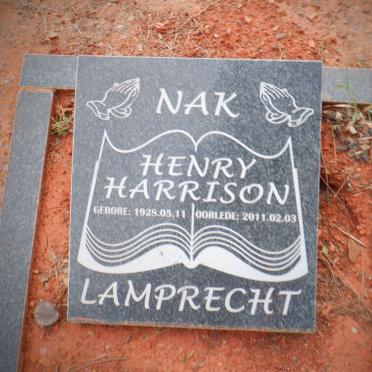 NAK
HENRY
HARRISON
GEBORE: 1928.05.11 OORLEDE: 2011.02.03
LAMPRECHT